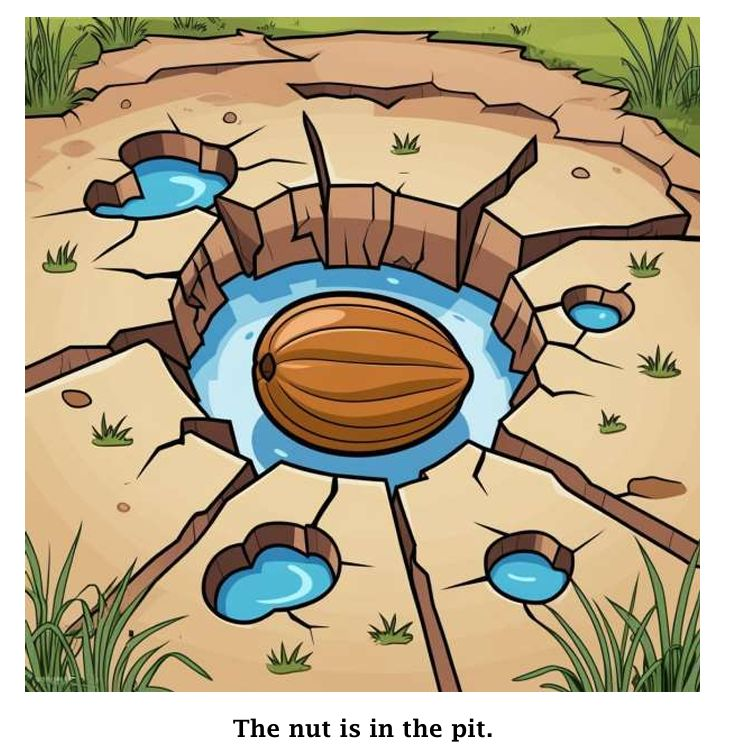 The nut is in the pit.